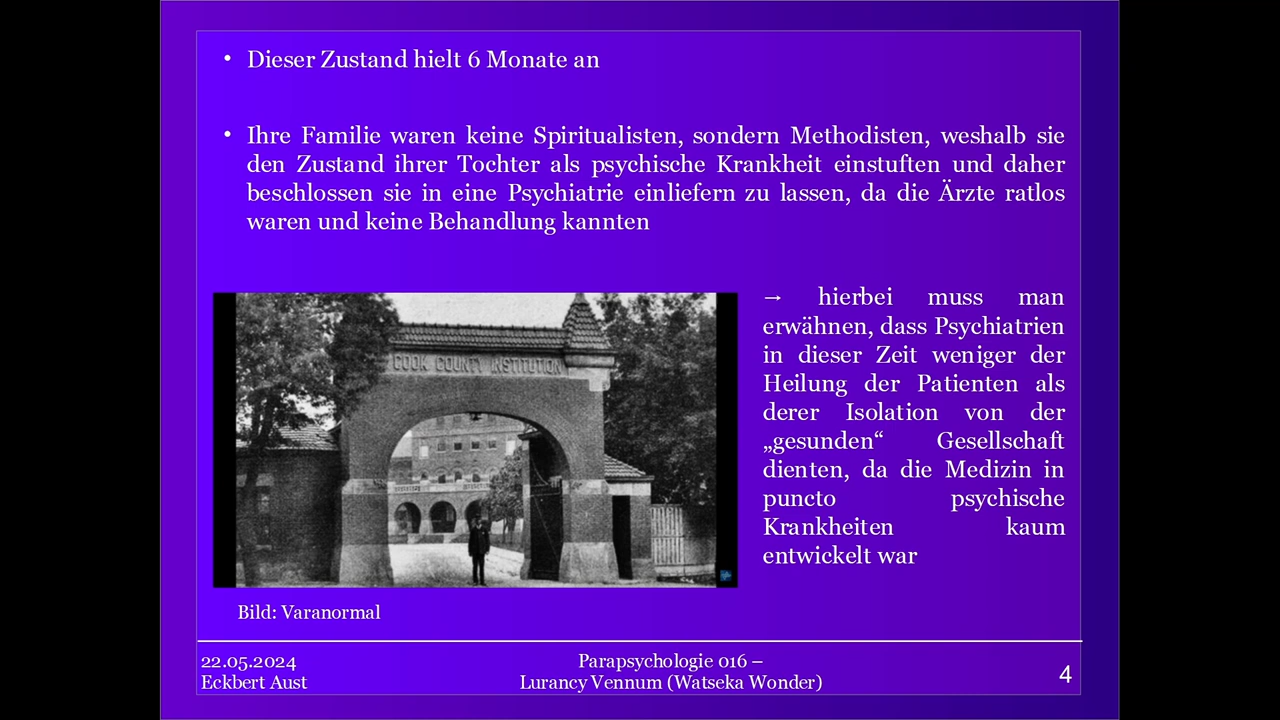 • Dieser Zustand hielt 6 Monate an
• Ihre Familie waren keine Spiritualisten, sondern Methodisten, weshalb sie
den Zustand ihrer Tochter als psychische Krankheit einstuften und daher
beschlossen sie in eine Psychiatrie einliefern zu lassen, da die Ärzte ratlos
waren und keine Behandlung kannten
→ hierbei muss man
erwähnen, dass Psychiatrien
in dieser Zeit weniger der
Heilung der Patienten als
derer Isolation von der
„gesunden“ Gesellschaft
dienten, da die Medizin in
puncto psychische
Krankheiten kaum
entwickelt war
COOK COUNTY INSTITUTION
Bild: Varanormal
22.05.2024
Eckbert Aust
Parapsychologie 016 –
Lurancy Vennum (Watseka Wonder)
4